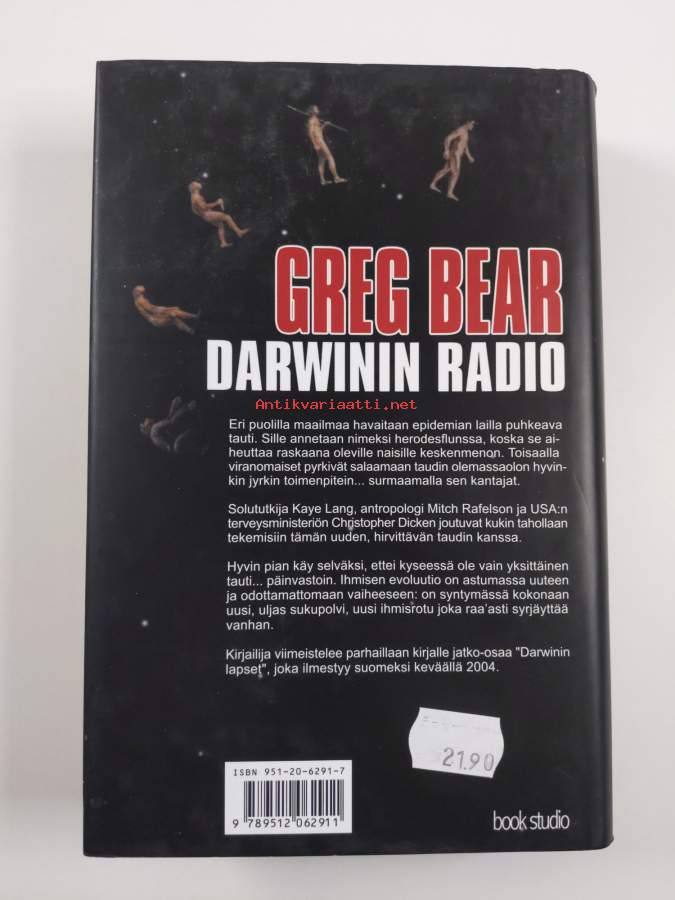 GREG BEAR
DARWININ RADIO
Antikvariaatti.net
Eri puolilla maailmaa havaitaan epidemian lailla puhkeava
tauti. Sille annetaan nimeksi herodesflunssa, koska se ai-
heuttaa raskaana oleville naisille keskenmenon. Toisaalla
viranomaiset pyrkivät salaamaan taudin olemassaolon hyvin-
kin jyrkin toimenpitein... surmaamalla sen kantajat.
Solututkija Kaye Lang, antropologi Mitch Rafelson ja USA:n
terveysministeriön Christopher Dicken joutuvat kukin tahollaan
tekemisiin tämän uuden, hirvittävän taudin kanssa.
Hyvin pian käy selväksi, ettei kyseessä ole vain yksittäinen
tauti... päinvastoin. Ihmisen evoluutio on astumassa uuteen
ja odottamattomaan vaiheeseen: on syntymässä kokonaan
uusi, uljas sukupolvi, uusi ihmisrotu joka raa'asti syrjäyttää
vanhan.
Kirjailija viimeistelee parhaillaan kirjalle jatko-osaa "Darwinin
lapset", joka ilmestyy suomeksi keväällä 2004.
21.90
ISBN 951-20-6291-7
9 789512 062911
book studio